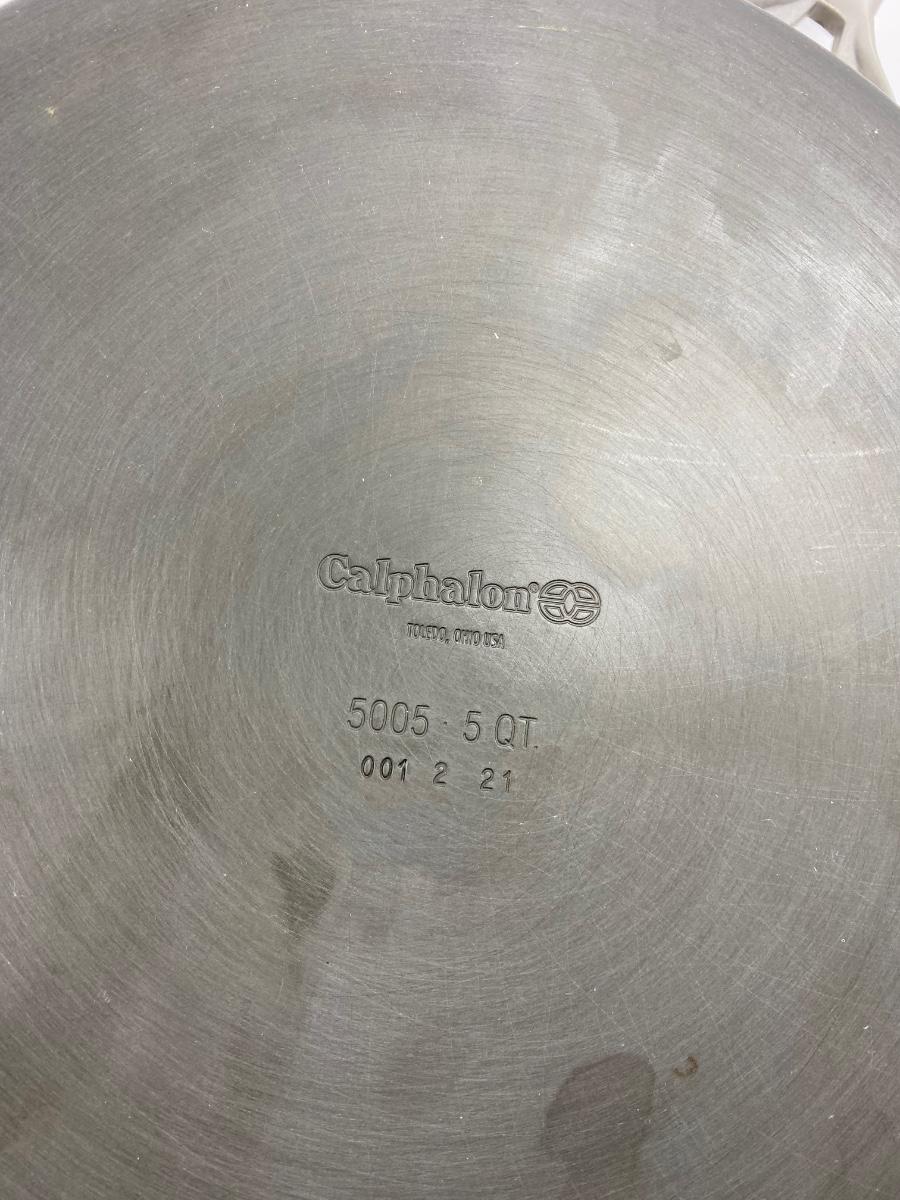 Calphalon®
TOLEDO, OHIO USA
5005 · 5 QT.
001 2 21